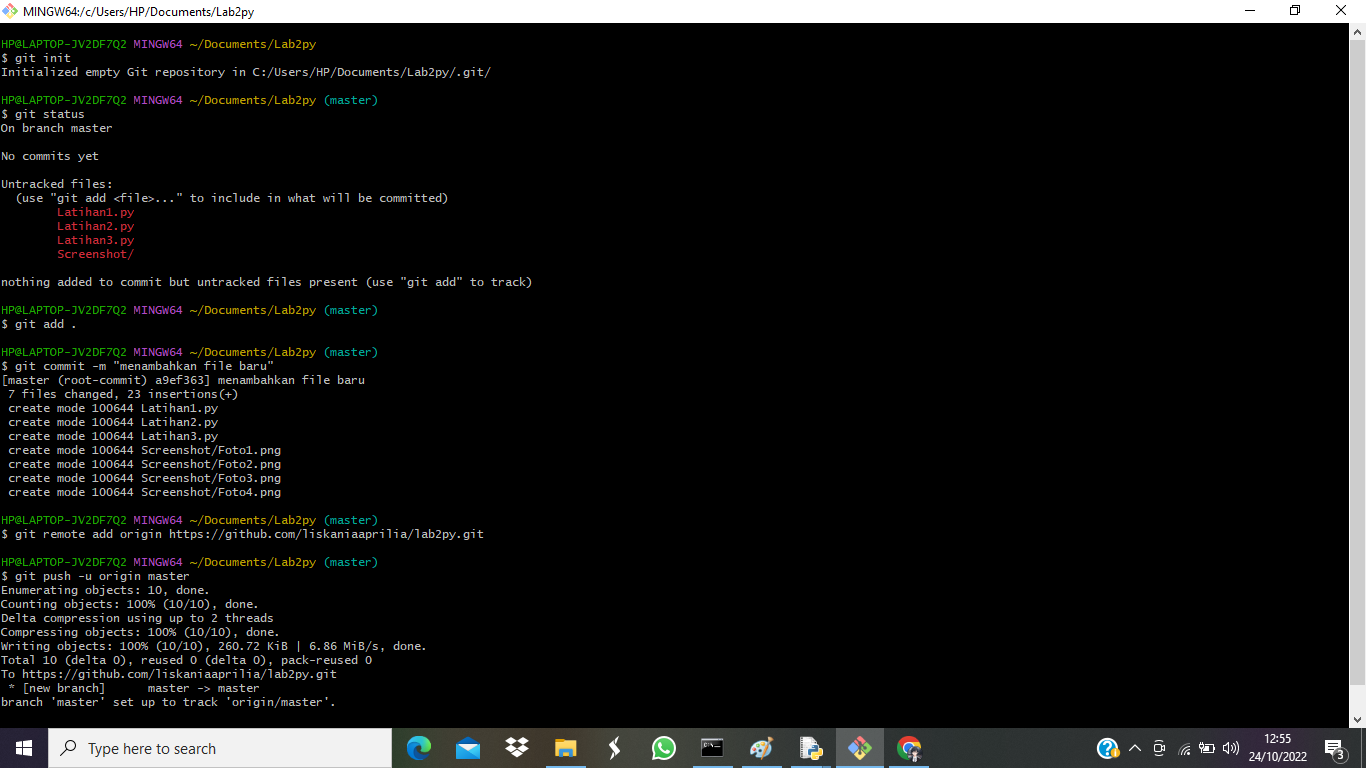 MINGW64:/c/Users/HP/Documents/Lab2py
HP@LAPTOP-JV2DF7Q2 MINGW64 ~/Documents/Lab2py
$ git init
Initialized empty Git repository in C:/Users/HP/Documents/Lab2py/.git/
HP@LAPTOP-JV2DF7Q2 MINGW64 ~/Documents/Lab2py (master)
$ git status
On branch master
No commits yet
Untracked files:
(use "git add <file>..." to include in what will be committed)
Latihan1.py
Latihan2.py
Latihan3.py
Screenshot/
nothing added to commit but untracked files present (use "git add" to track)
HP@LAPTOP-JV2DF7Q2 MINGW64 ~/Documents/Lab2py (master)
$ git add .
HP@LAPTOP-JV2DF7Q2 MINGW64 ~/Documents/Lab2py (master)
$ git commit -m "menambahkan file baru"
[master (root-commit) a9ef363] menambahkan file baru
7 files changed, 23 insertions(+)
create mode 100644 Latihan1.py
create mode 100644 Latihan2.py
create mode 100644 Latihan3.py
create mode 100644 Screenshot/Foto1.png
create mode 100644 Screenshot/Foto2.png
create mode 100644 Screenshot/Foto3.png
create mode 100644 Screenshot/Foto4.png
HP@LAPTOP-JV2DF7Q2 MINGW64 ~/Documents/Lab2py (master)
$ git remote add origin https://github.com/liskaniaaprilia/lab2py.git
HP@LAPTOP-JV2DF7Q2 MINGW64 ~/Documents/Lab2py (master)
$ git push -u origin master
Enumerating objects: 10, done.
Counting objects: 100% (10/10), done.
Delta compression using up to 2 threads
Compressing objects: 100% (10/10), done.
Writing objects: 100% (10/10), 260.72 KiB | 6.86 MiB/s, done.
Total 10 (delta 0), reused 0 (delta 0), pack-reused 0
To https://github.com/liskaniaaprilia/lab2py.git
* [new branch]      master -> master
branch 'master' set up to track 'origin/master'.
Type here to search
12:55
24/10/2022
3